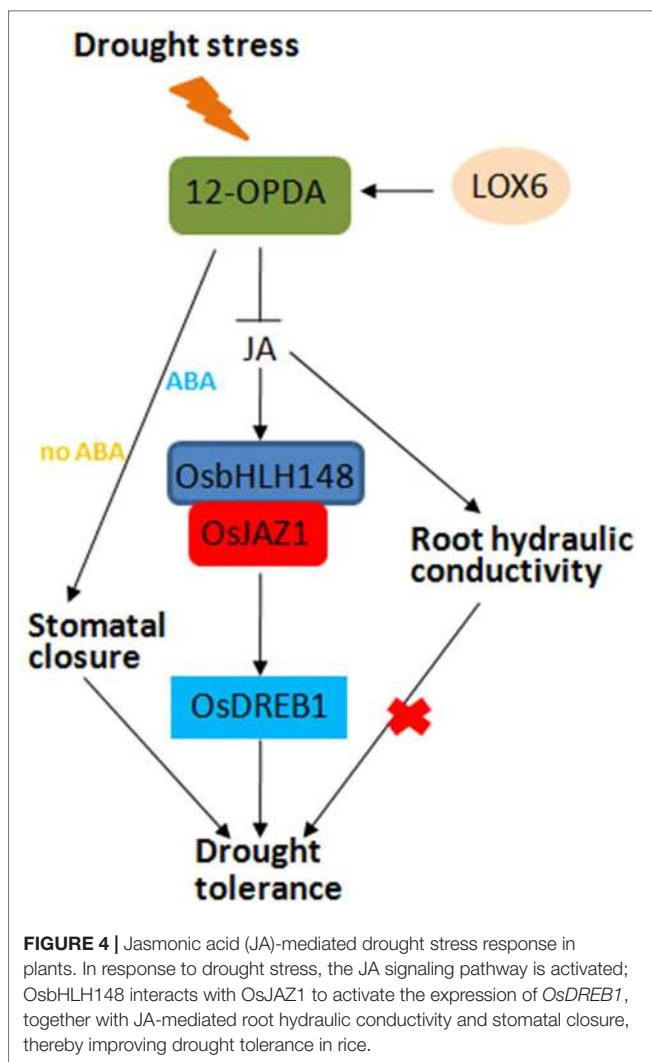 Drought stress
12-OPDA
LOX6
JA
ABA
no ABA
OsbHLH148
OsJAZ1
Root hydraulic
conductivity
Stomatal
closure
OsDREB1
Drought
tolerance
FIGURE 4 | Jasmonic acid (JA)-mediated drought stress response in
plants. In response to drought stress, the JA signaling pathway is activated;
OsbHLH148 interacts with OsJAZ1 to activate the expression of OsDREB1,
together with JA-mediated root hydraulic conductivity and stomatal closure,
thereby improving drought tolerance in rice.